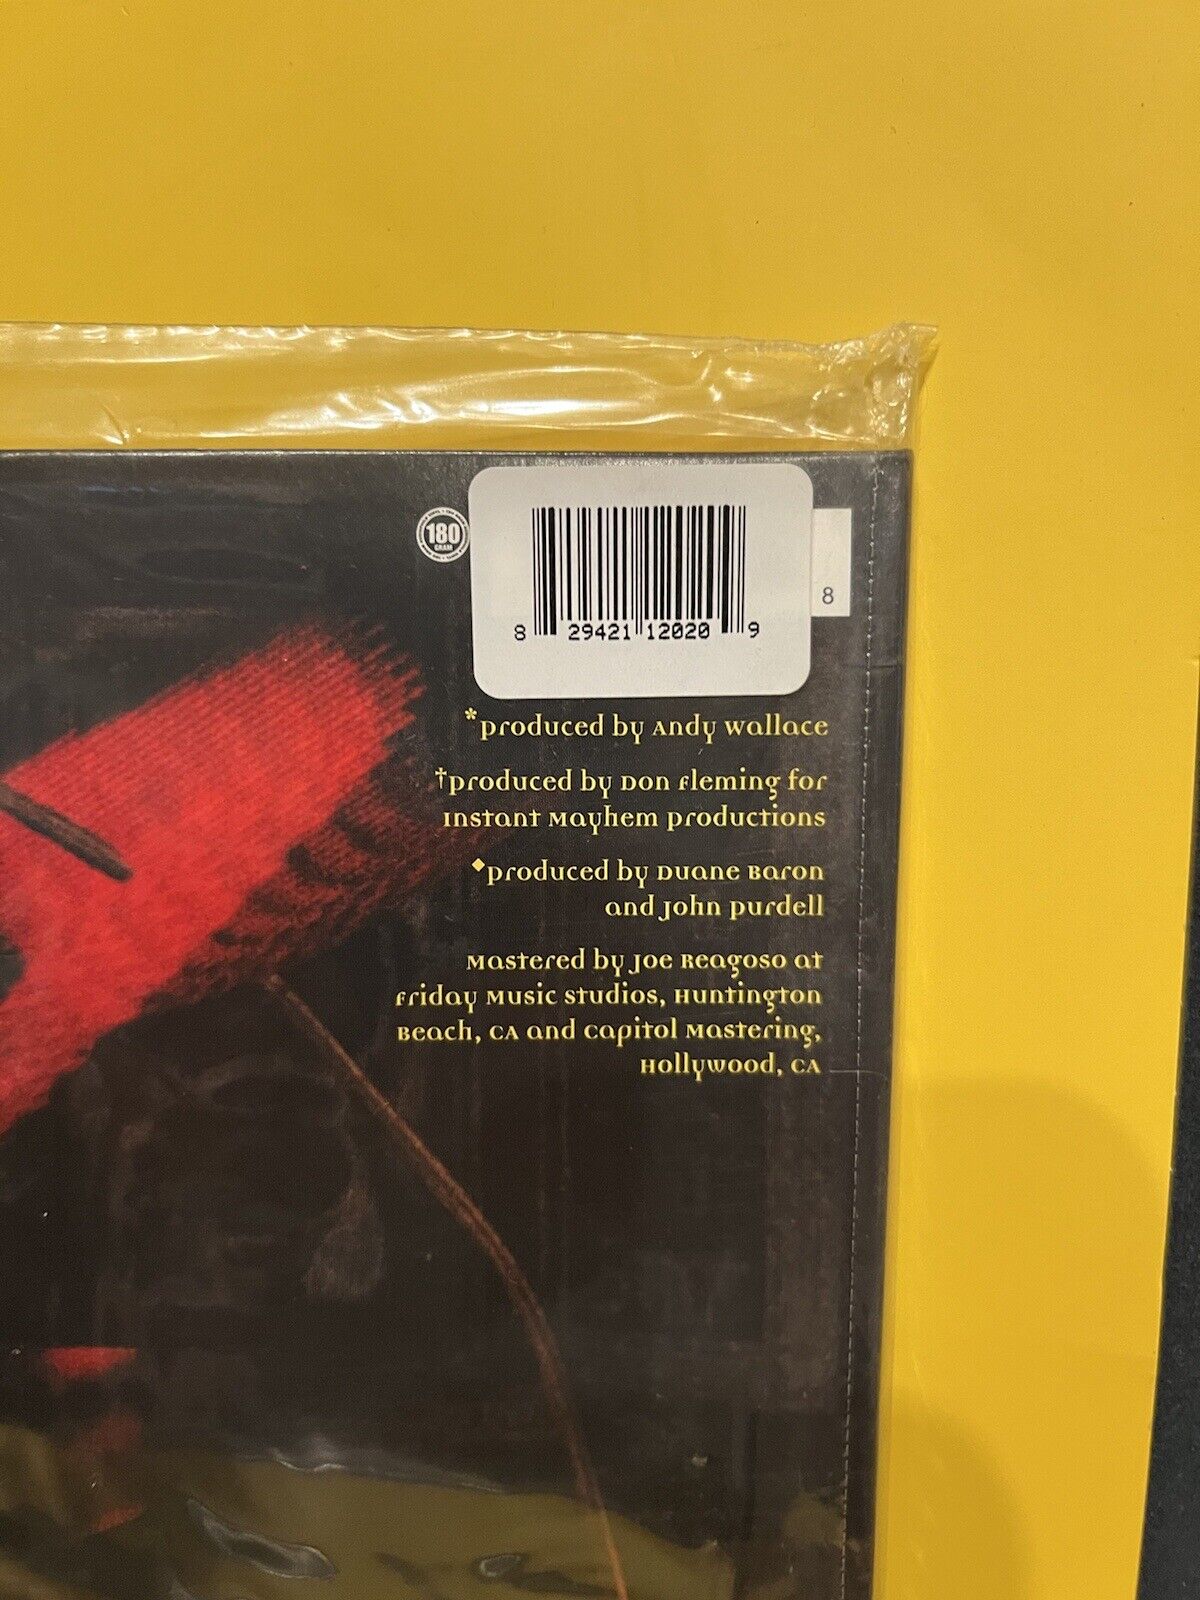 180
GRAM
8 29421 12020 9
8
*produced by Andy Wallace
†produced by Don Fleming for
Instant Mayhem productions
◆produced by Duane Baron
and John Purdell
Mastered by Joe Reagoso at
Friday Music Studios, Huntington
Beach, CA and Capitol Mastering,
Hollywood, CA